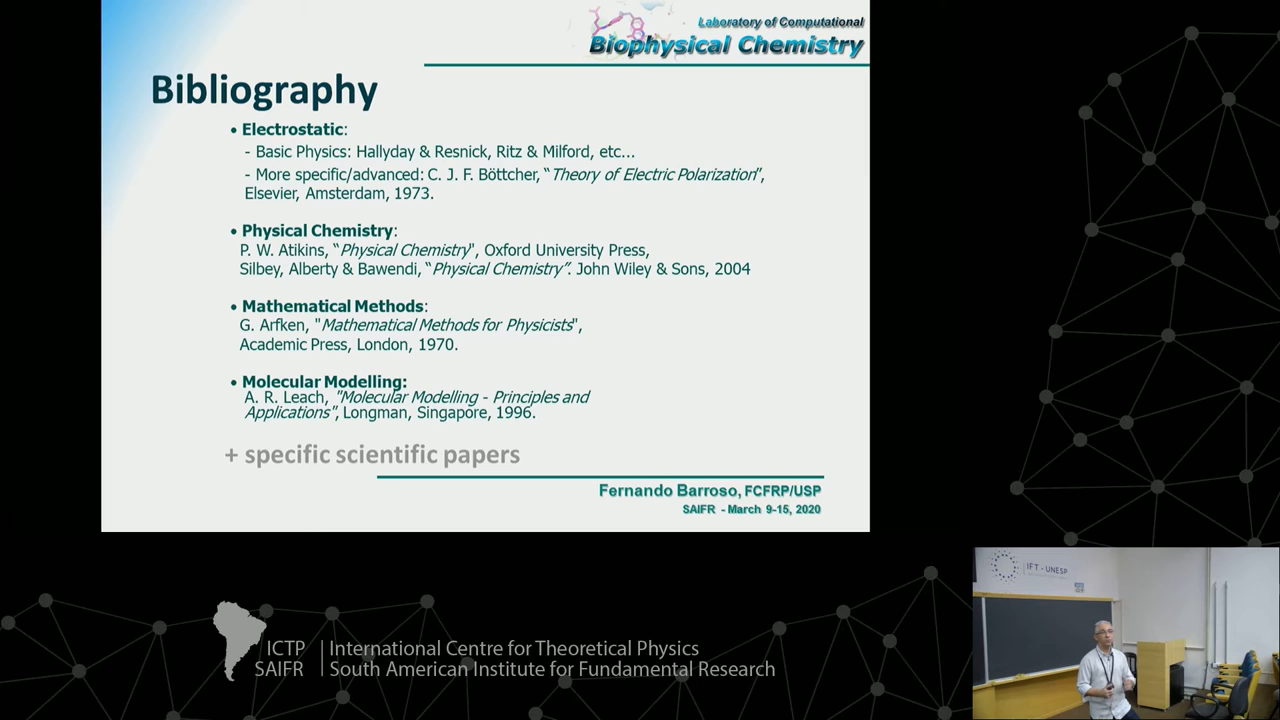 Laboratory of Computational
Biophysical Chemistry
Bibliography
• Electrostatic:
- Basic Physics: Hallyday & Resnick, Ritz & Milford, etc...
- More specific/advanced: C. J. F. Böttcher, “Theory of Electric Polarization”,
Elsevier, Amsterdam, 1973.
• Physical Chemistry:
P. W. Atikins, “Physical Chemistry", Oxford University Press,
Silbey, Alberty & Bawendi, “Physical Chemistry”. John Wiley & Sons, 2004
• Mathematical Methods:
G. Arfken, "Mathematical Methods for Physicists",
Academic Press, London, 1970.
• Molecular Modelling:
A. R. Leach, "Molecular Modelling - Principles and
Applications", Longman, Singapore, 1996.
+ specific scientific papers
Fernando Barroso, FCFRP/USP
SAIFR - March 9-15, 2020
IFT - UNESP
ICTP
SAIFR
International Centre for Theoretical Physics
South American Institute for Fundamental Research